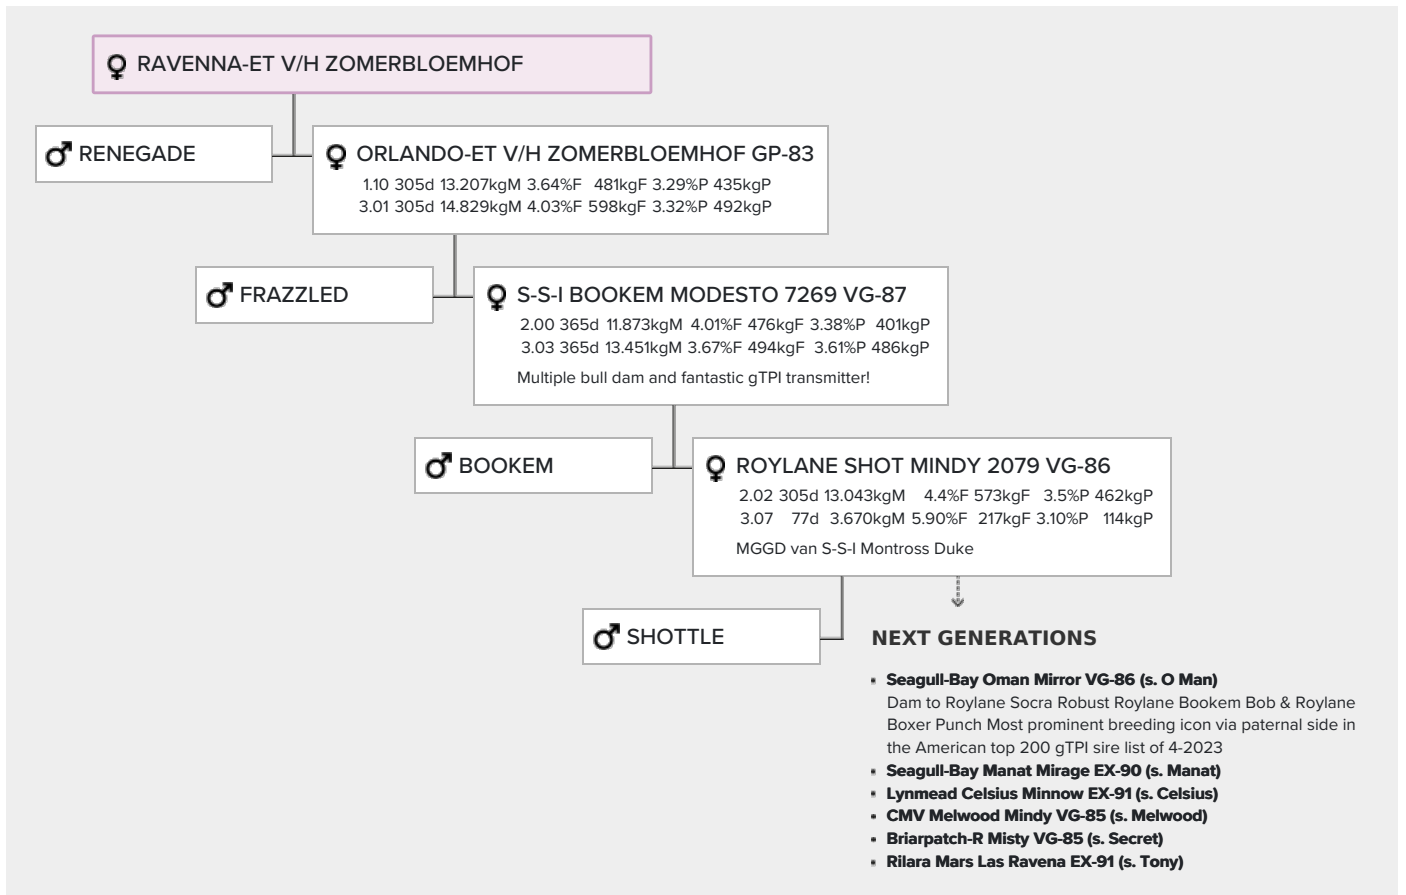 RAVENNA-ET V/H ZOMERBLOEMHOF
RENEGADE
ORLANDO-ET V/H ZOMERBLOEMHOF GP-83
1.10 305d 13.207kgM 3.64%F 481kgF 3.29%P 435kgP
3.01 305d 14.829kgM 4.03%F 598kgF 3.32%P 492kgP
FRAZZLED
S-S-I BOOKEM MODESTO 7269 VG-87
2.00 365d 11.873kgM 4.01%F 476kgF 3.38%P 401kgP
3.03 365d 13.451kgM 3.67%F 494kgF 3.61%P 486kgP
Multiple bull dam and fantastic gTPI transmitter!
BOOKEM
ROYLANE SHOT MINDY 2079 VG-86
2.02 305d 13.043kgM 4.4%F 573kgF 3.5%P 462kgP
3.07 77d 3.670kgM 5.90%F 217kgF 3.10%P 114kgP
MGGD van S-S-I Montross Duke
SHOTTLE
NEXT GENERATIONS
Seagull-Bay Oman Mirror VG-86 (s. O Man)
Dam to Roylane Socra Robust Roylane Bookem Bob & Roylane
Boxer Punch Most prominent breeding icon via paternal side in
the American top 200 gTPI sire list of 4-2023
Seagull-Bay Manat Mirage EX-90 (s. Manat)
Lynmead Celsius Minnow EX-91 (s. Celsius)
CMV Melwood Mindy VG-85 (s. Melwood)
Briarpatch-R Misty VG-85 (s. Secret)
Rilara Mars Las Ravena EX-91 (s. Tony)